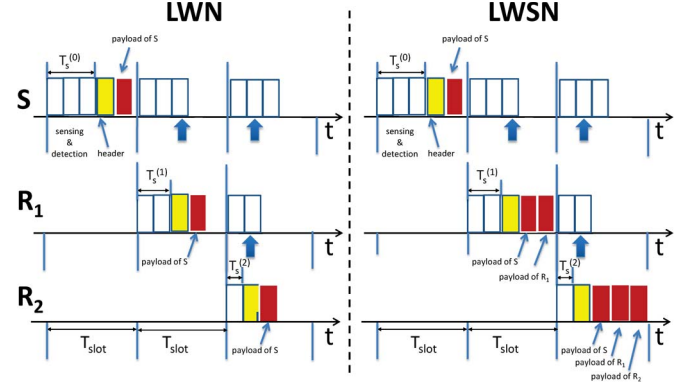 LWN
LWSN
payload of S
payload of S
Ts(0)
Ts(0)
S
t
t
sensing
&
detection
header
sensing
&
detection
header
Ts(1)
Ts(1)
R1
t
t
payload of S
payload of S
payload of R1
Ts(2)
Ts(2)
R2
t
t
Tslot
Tslot
payload of S
Tslot
Tslot
payload of S
payload of R1
payload of R2